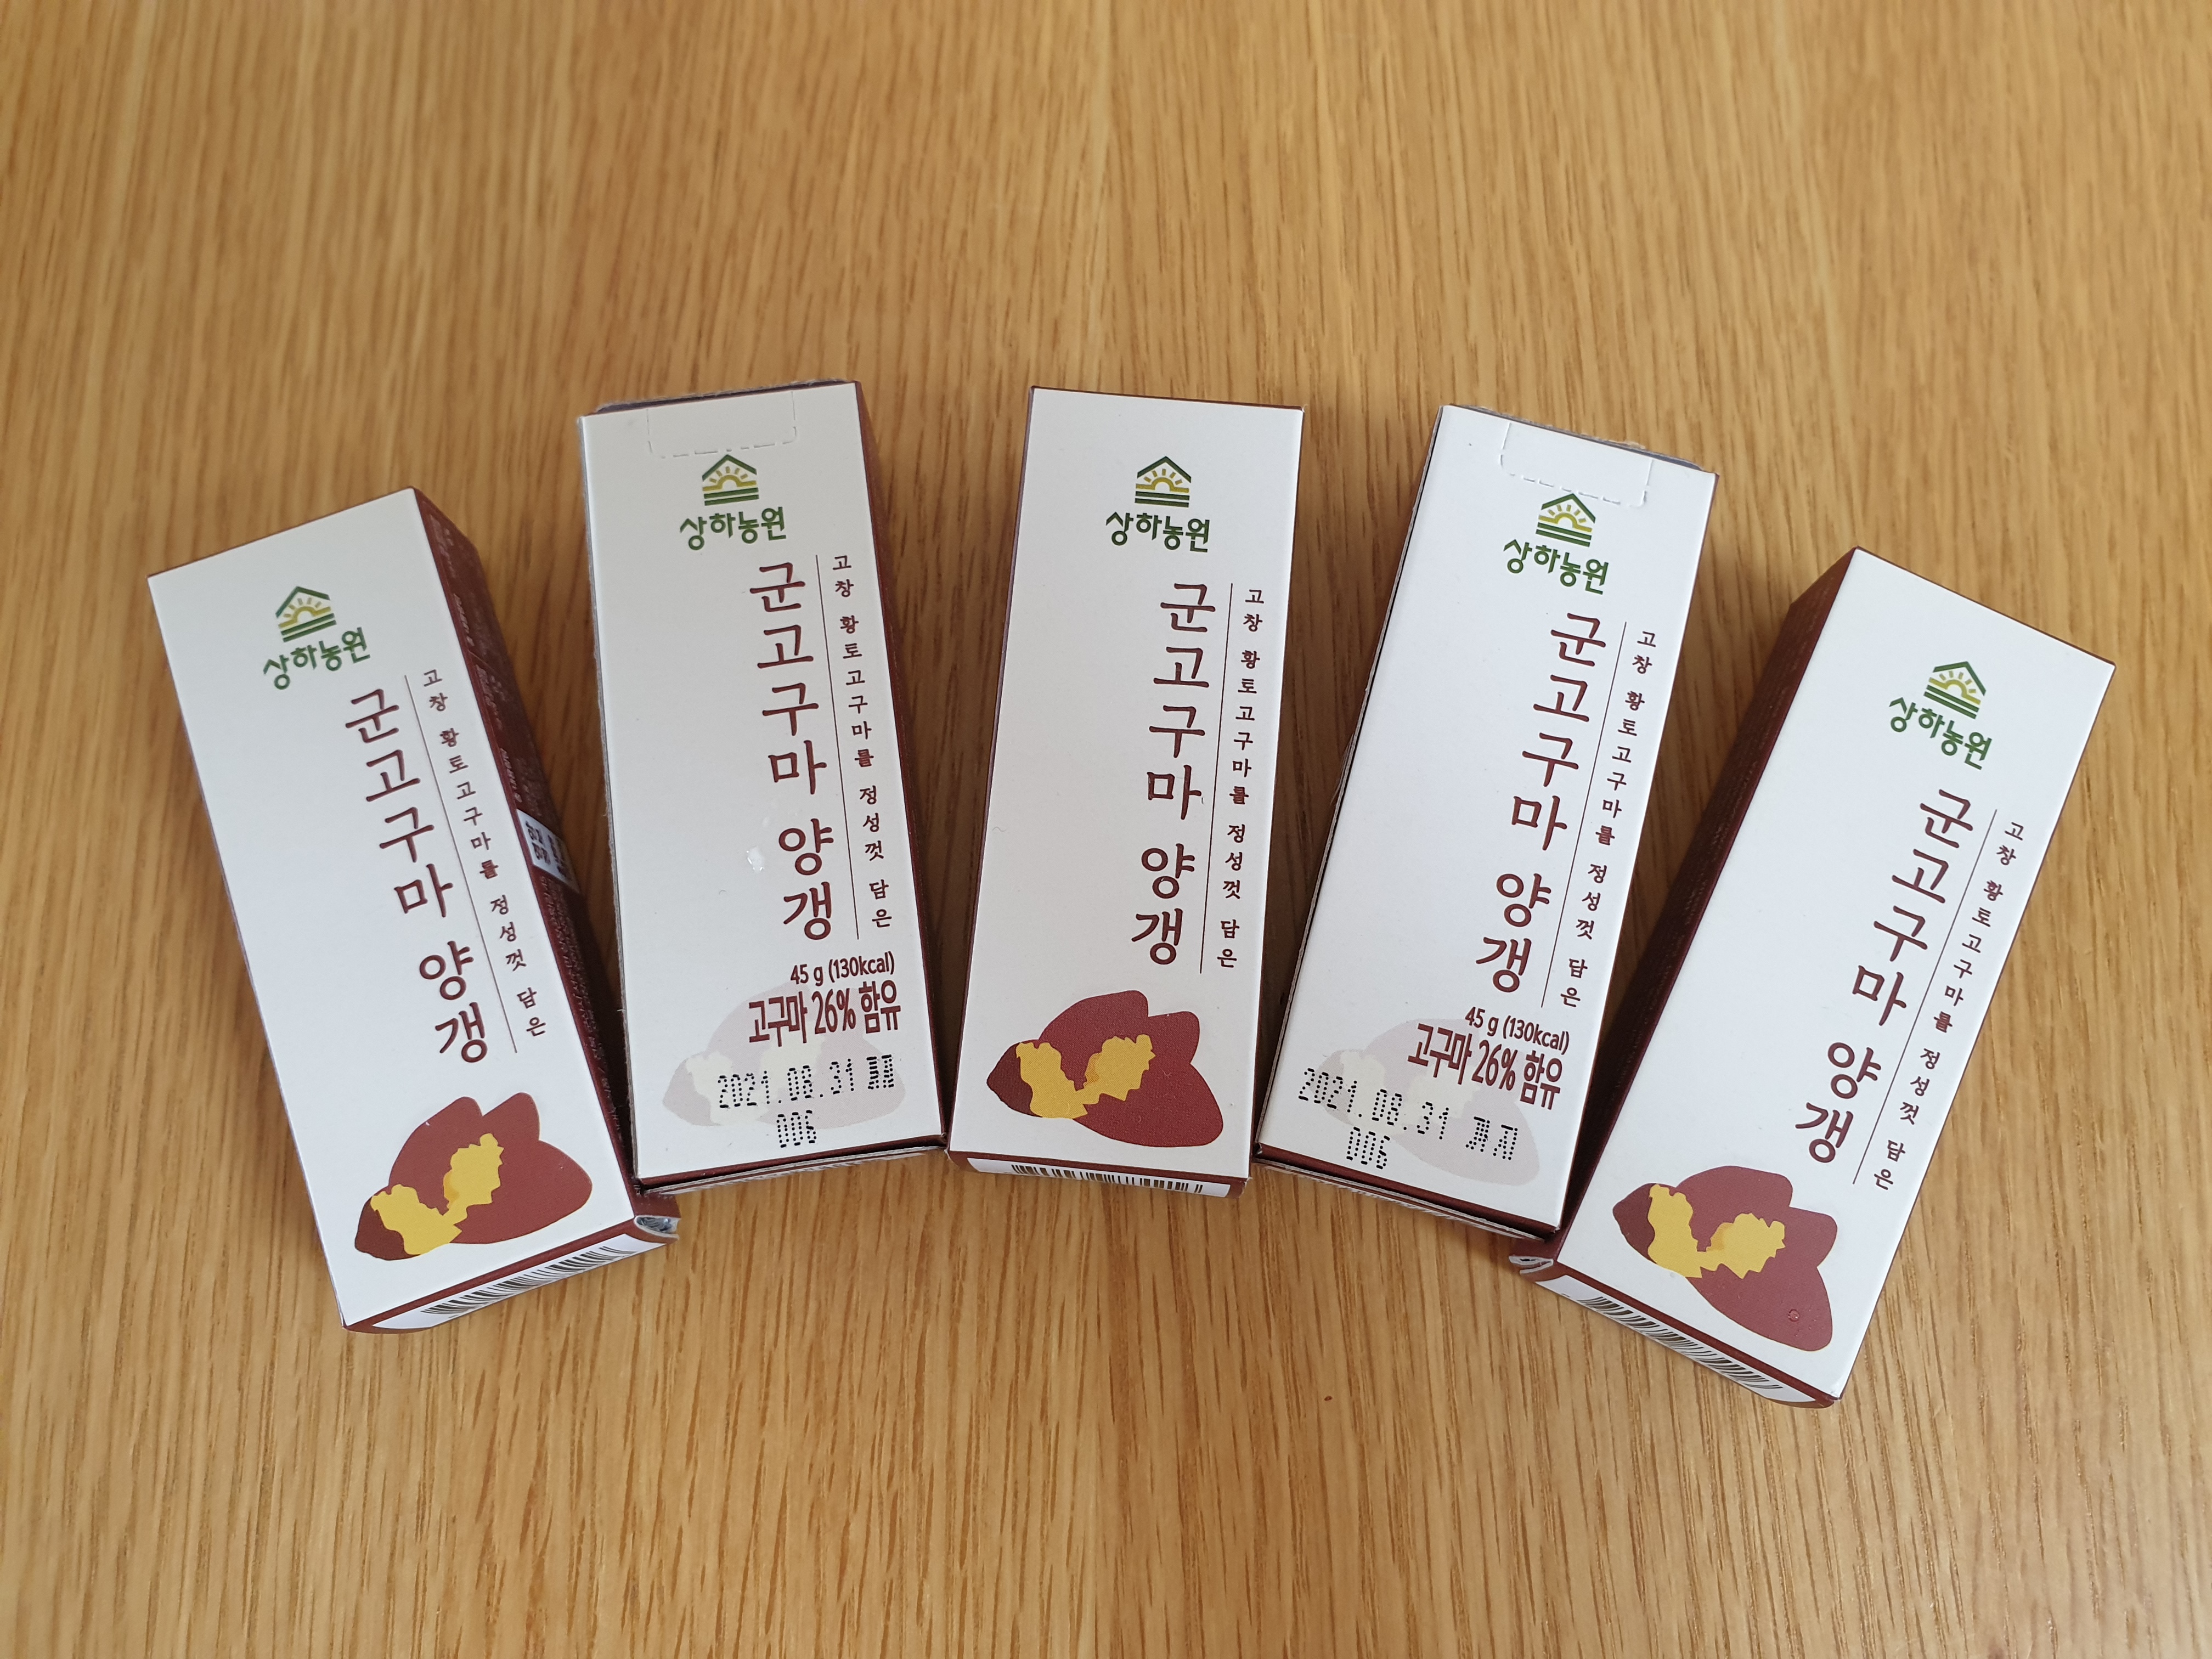 상하농원
고창 황토고구마를 정성껏 담은
군고구마 양갱
상하농원
고창 황토고구마를 정성껏 담은
군고구마 양갱
45 g (130kcal)
고구마 26% 함유
2021.08.31 까지
006
상하농원
고창 황토고구마를 정성껏 담은
군고구마 양갱
상하농원
고창 황토고구마를 정성껏 담은
군고구마 양갱
45 g (130kcal)
고구마 26% 함유
2021.08.31 까지
006
상하농원
고창 황토고구마를 정성껏 담은
군고구마 양갱